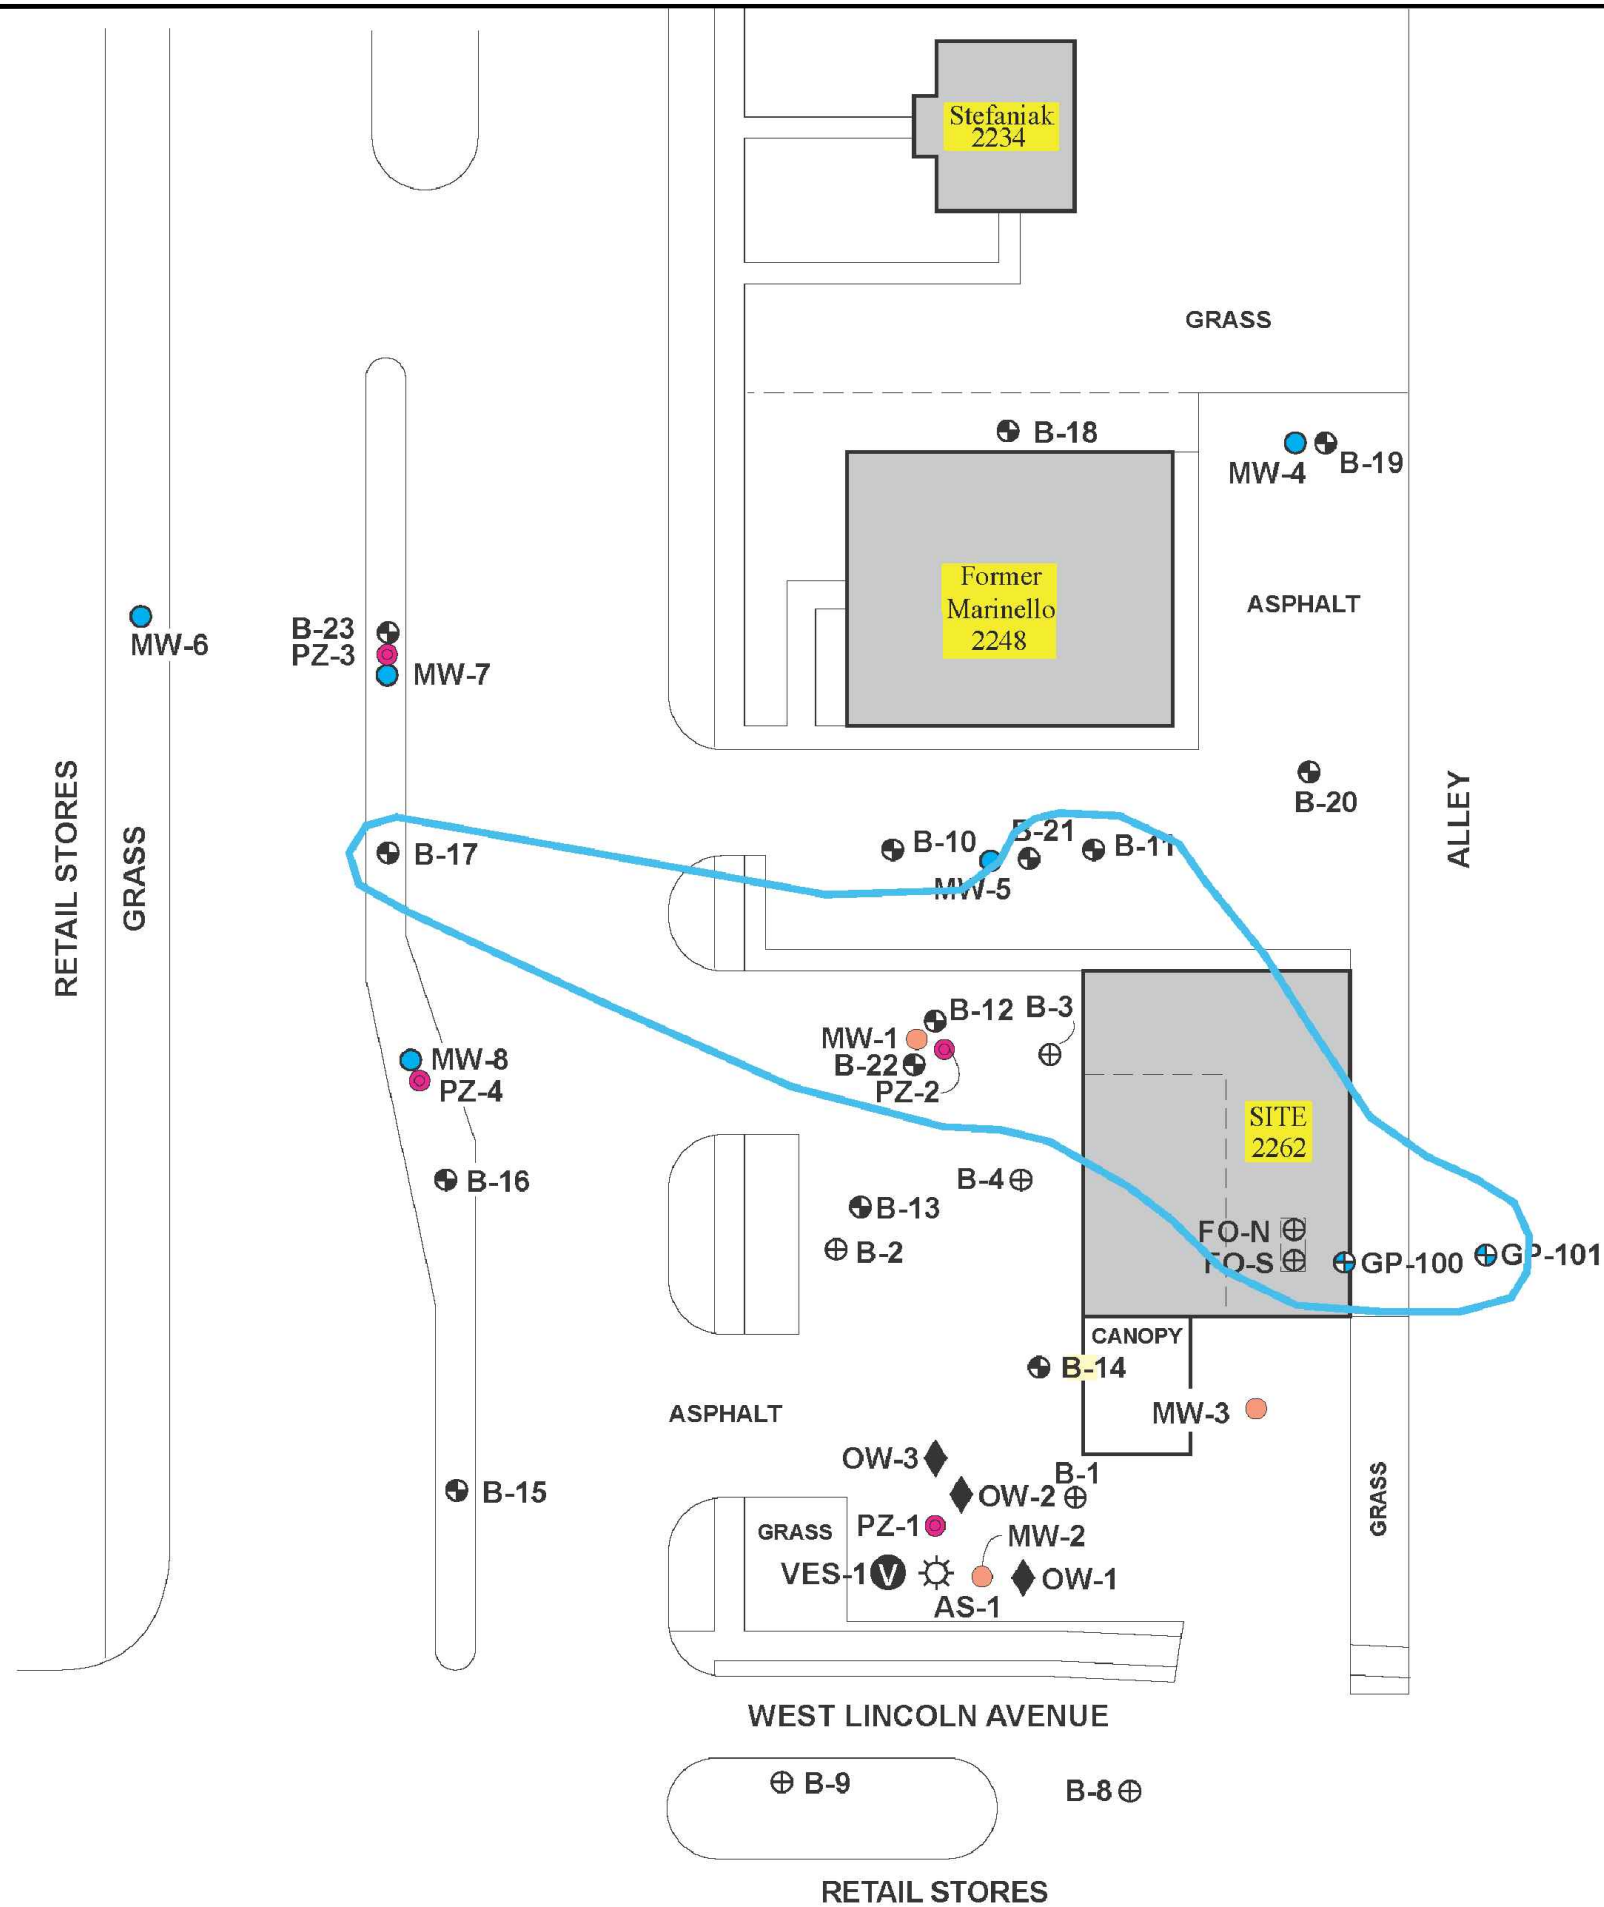 Stefaniak
2234
GRASS
B-18
MW-4
B-19
Former
Marinello
2248
ASPHALT
MW-6
B-23
PZ-3
MW-7
RETAIL STORES
GRASS
B-20
ALLEY
B-17
B-10
B-21
B-11
MW-5
B-12
B-3
MW-1
B-22
PZ-2
MW-8
PZ-4
SITE
2262
B-4
B-16
B-13
B-2
FO-N
FO-S
GP-100
GP-101
CANOPY
B-14
MW-3
ASPHALT
OW-3
B-1
OW-2
B-15
GRASS
GRASS
PZ-1
MW-2
VES-1
V
OW-1
AS-1
WEST LINCOLN AVENUE
B-9
B-8
RETAIL STORES